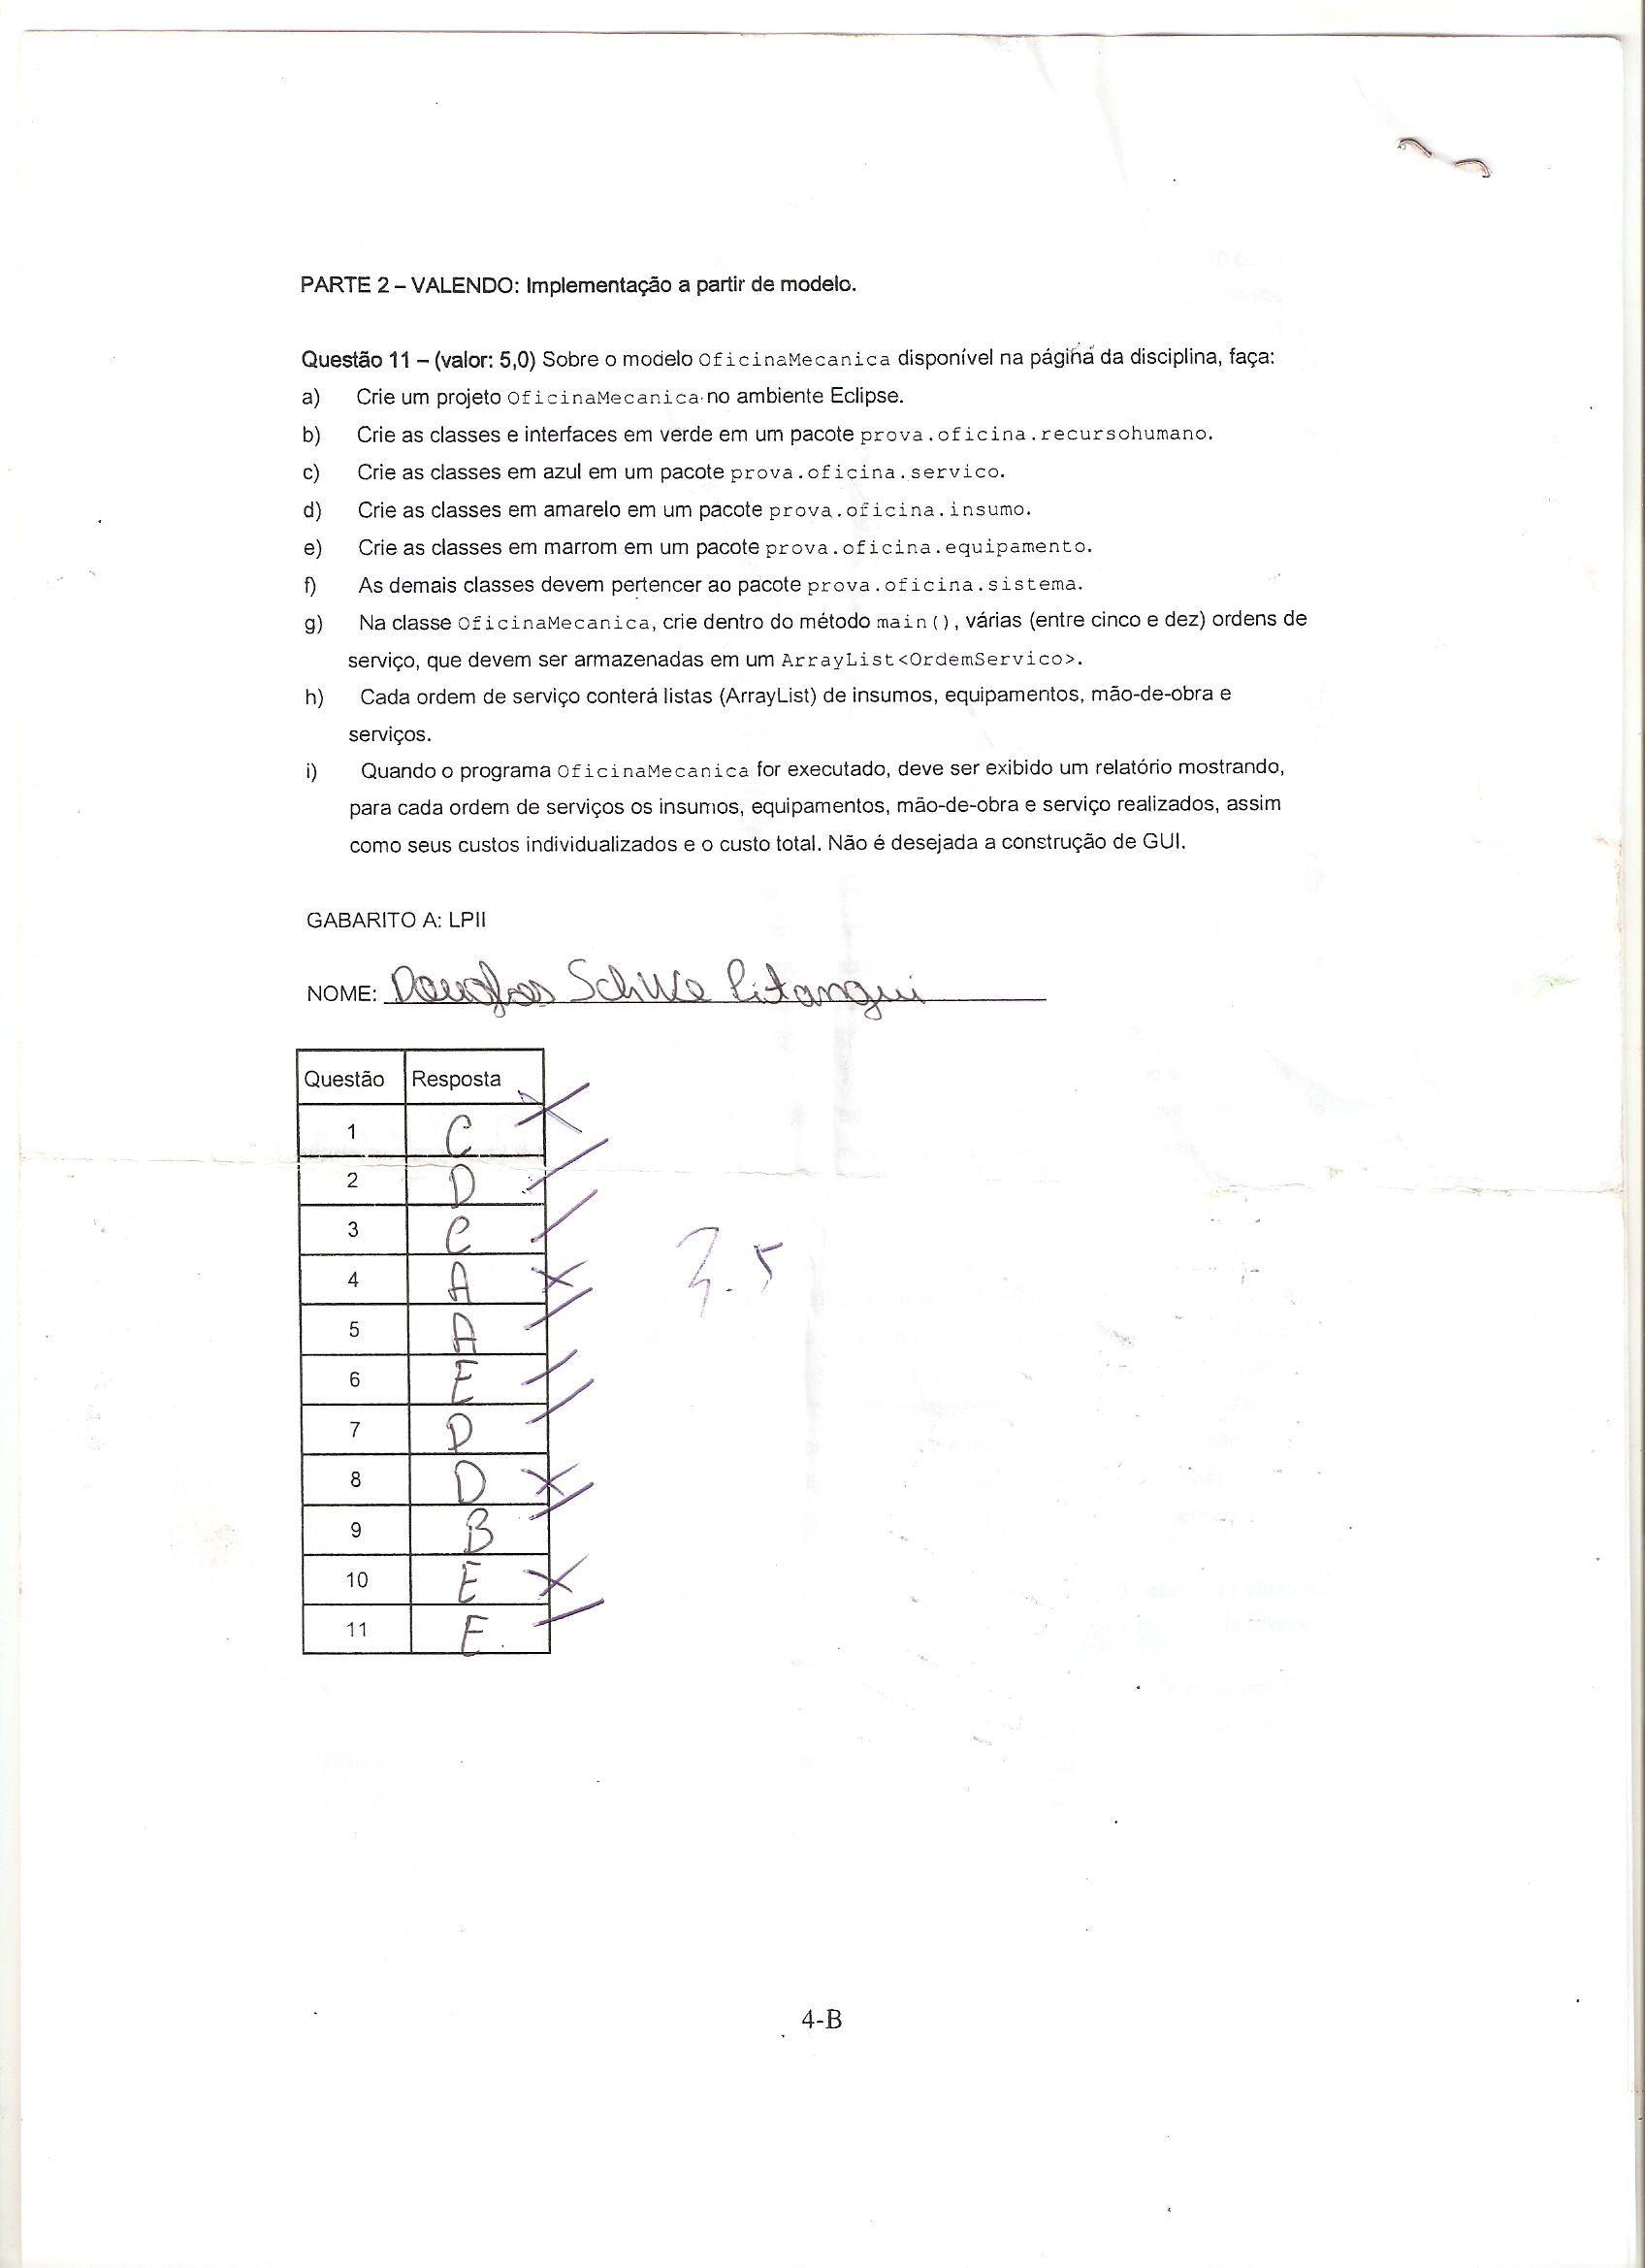 PARTE 2 – VALENDO: Implementação a partir de modelo.
Questão 11 – (valor: 5,0) Sobre o modelo OficinaMecanica disponível na página da disciplina, faça:
a) Crie um projeto OficinaMecanica no ambiente Eclipse.
b) Crie as classes e interfaces em verde em um pacote prova.oficina.recursohumano.
c) Crie as classes em azul em um pacote prova.oficina.servico.
d) Crie as classes em amarelo em um pacote prova.oficina.insumo.
e) Crie as classes em marrom em um pacote prova.oficina.equipamento.
f) As demais classes devem pertencer ao pacote prova.oficina.sistema.
g) Na classe OficinaMecanica, crie dentro do método main(), várias (entre cinco e dez) ordens de
serviço, que devem ser armazenadas em um ArrayList<OrdemServico>.
h) Cada ordem de serviço conterá listas (ArrayList) de insumos, equipamentos, mão-de-obra e
serviços.
i) Quando o programa OficinaMecanica for executado, deve ser exibido um relatório mostrando,
para cada ordem de serviços os insumos, equipamentos, mão-de-obra e serviço realizados, assim
como seus custos individualizados e o custo total. Não é desejada a construção de GUI.
GABARITO A: LPII
NOME: Douglas Pitangui
Questão Resposta
1 C
2 D
3 C
4 A
5 A
6 E
7 D
8 D
9 B
10 E
11 E
3.5
4-B